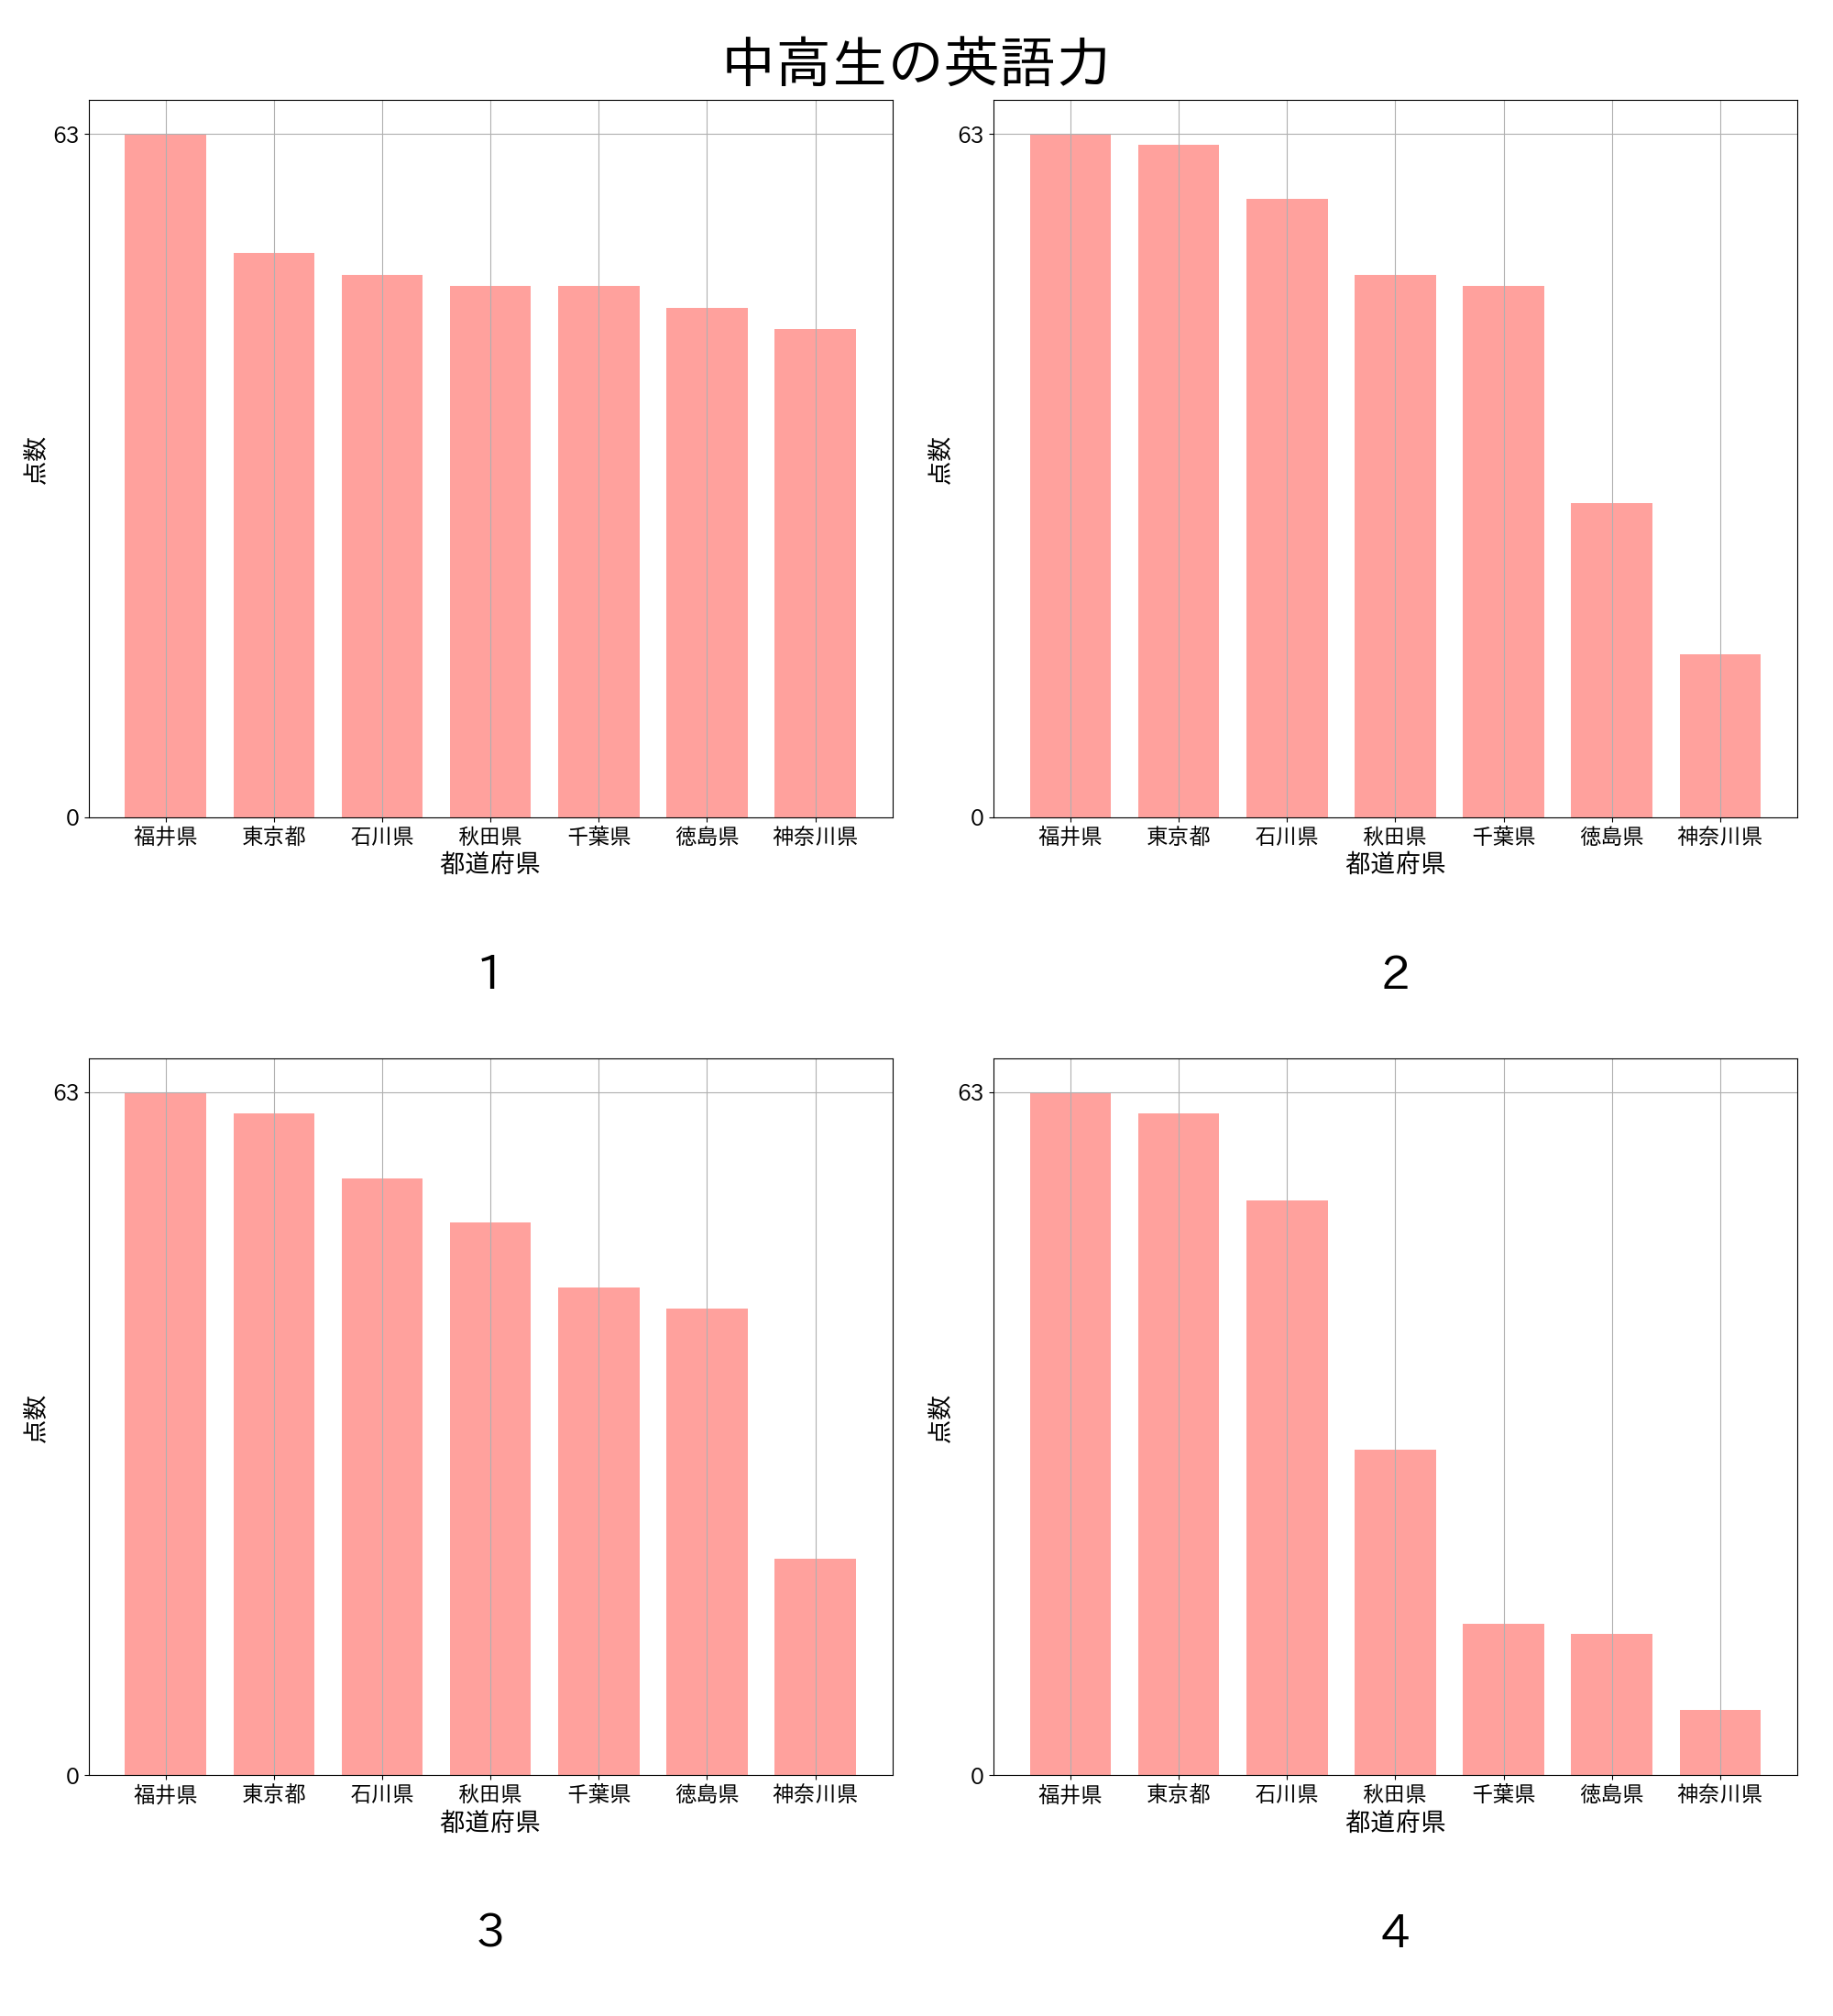 中高生の英語力
63
0
点数
福井県 東京都 石川県 秋田県 千葉県 徳島県 神奈川県
都道府県
1
63
0
点数
福井県 東京都 石川県 秋田県 千葉県 徳島県 神奈川県
都道府県
2
63
0
点数
福井県 東京都 石川県 秋田県 千葉県 徳島県 神奈川県
都道府県
3
63
0
点数
福井県 東京都 石川県 秋田県 千葉県 徳島県 神奈川県
都道府県
4